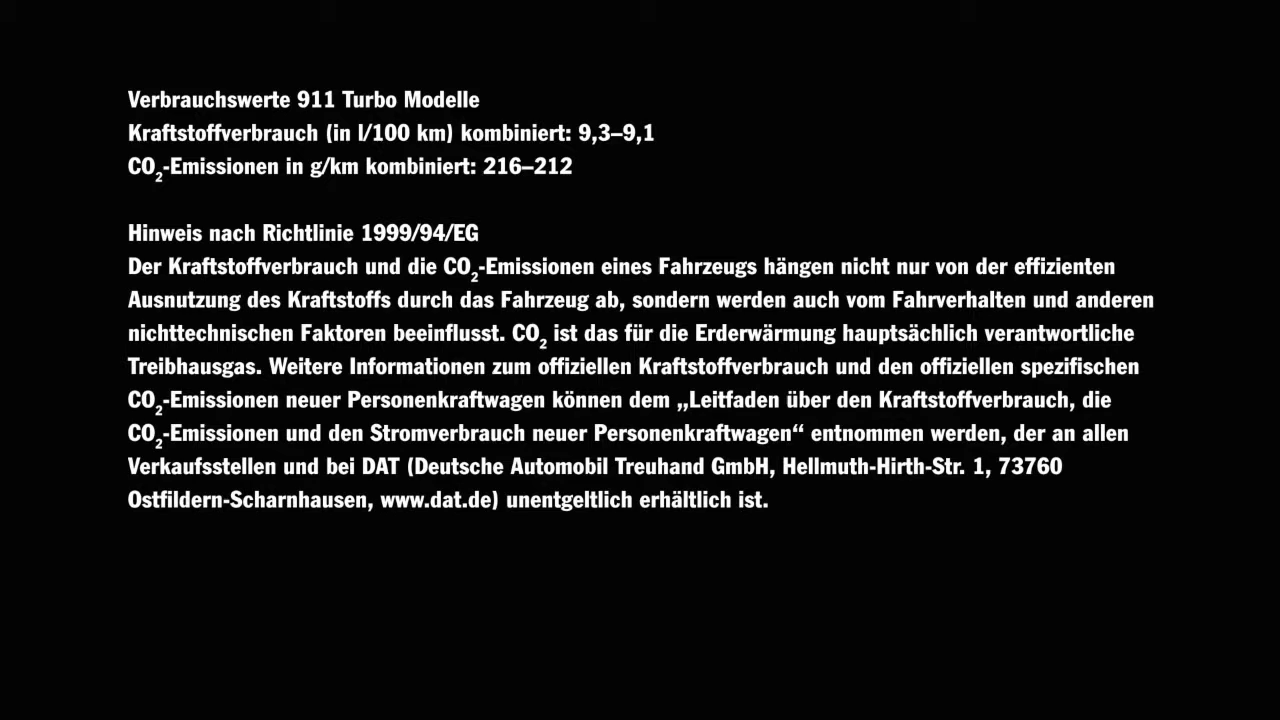 Verbrauchswerte 911 Turbo Modelle
Kraftstoffverbrauch (in l/100 km) kombiniert: 9,3–9,1
CO₂-Emissionen in g/km kombiniert: 216–212
Hinweis nach Richtlinie 1999/94/EG
Der Kraftstoffverbrauch und die CO₂-Emissionen eines Fahrzeugs hängen nicht nur von der effizienten
Ausnutzung des Kraftstoffs durch das Fahrzeug ab, sondern werden auch vom Fahrverhalten und anderen
nichttechnischen Faktoren beeinflusst. CO₂ ist das für die Erderwärmung hauptsächlich verantwortliche
Treibhausgas. Weitere Informationen zum offiziellen Kraftstoffverbrauch und den offiziellen spezifischen
CO₂-Emissionen neuer Personenkraftwagen können dem „Leitfaden über den Kraftstoffverbrauch, die
CO₂-Emissionen und den Stromverbrauch neuer Personenkraftwagen“ entnommen werden, der an allen
Verkaufsstellen und bei DAT (Deutsche Automobil Treuhand GmbH, Hellmuth-Hirth-Str. 1, 73760
Ostfildern-Scharnhausen, www.dat.de) unentgeltlich erhältlich ist.